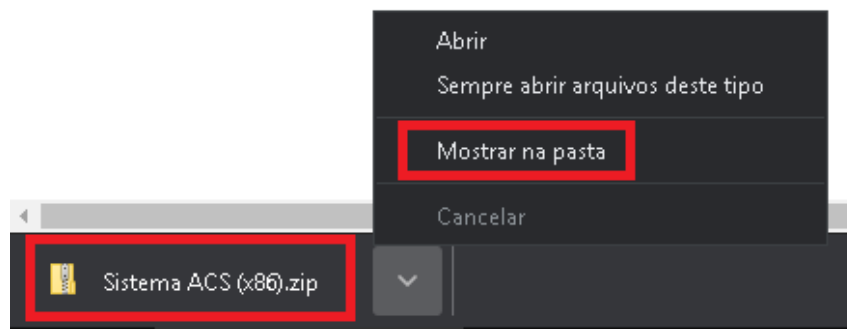 Abrir
Sempre abrir arquivos deste tipo
Mostrar na pasta
Cancelar
Sistema ACS (x86).zip